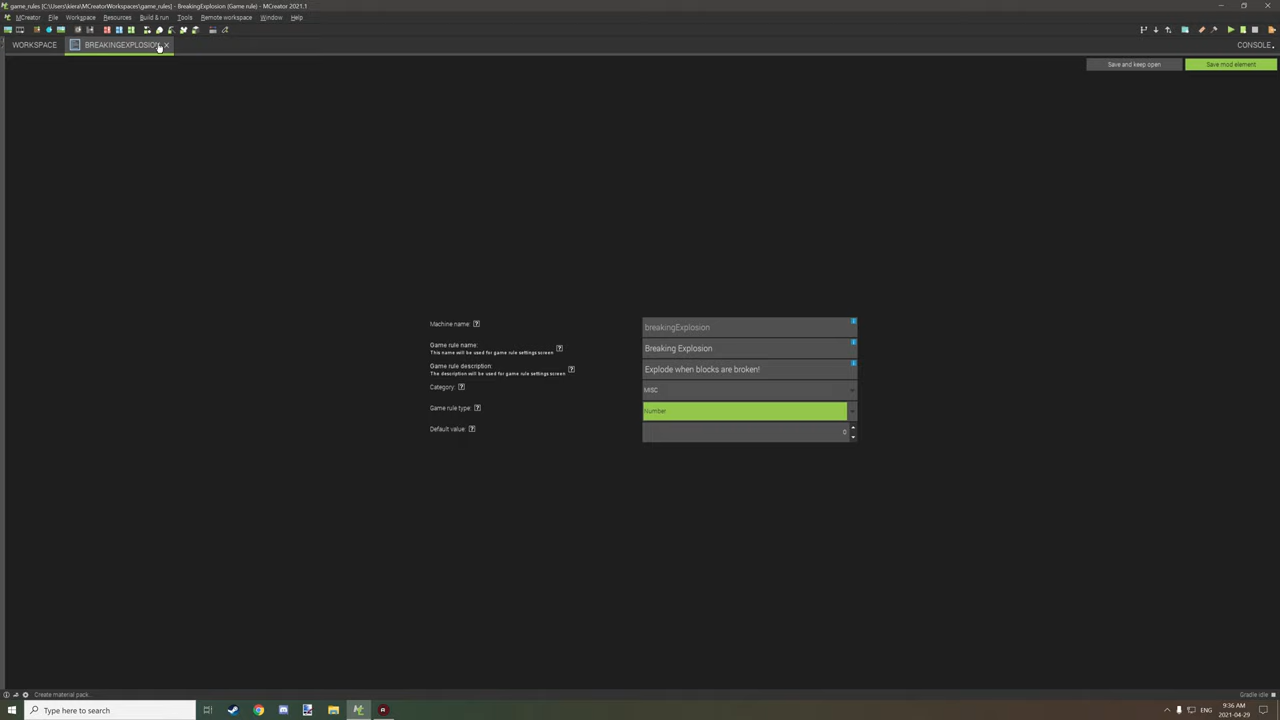 game_rules [C:\Users\kiera\MCreatorWorkspaces\game_rules] - BreakingExplosion (Game rule) - MCreator 2021.1
MCreator File Workspace Resources Build & run Tools Remote workspace Window Help
WORKSPACE BREAKINGEXPLOSION CONSOLE
Save and keep open Save mod element
Machine name: ? breakingExplosion
Game rule name: ? Breaking Explosion
This name will be used for game rule settings screen
Game rule description: ? Explode when blocks are broken!
The description will be used for game rule settings screen
Category: ? MISC
Game rule type: ? Number
Default value: ? 0
Create material pack... Gradle idle
Type here to search
ENG
9:36 AM
2021-04-29